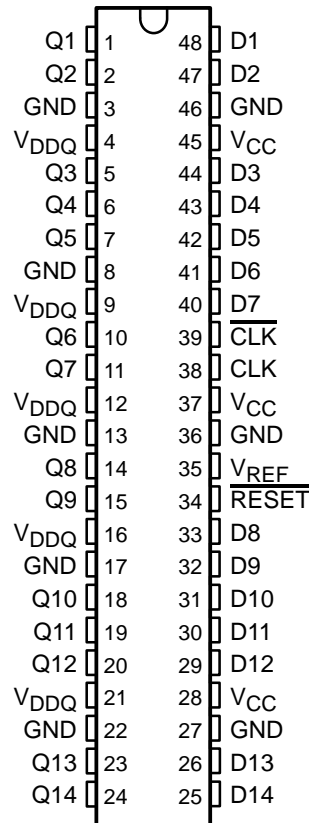 Q1 1 48 D1
Q2 2 47 D2
GND 3 46 GND
VDDQ 4 45 VCC
Q3 5 44 D3
Q4 6 43 D4
Q5 7 42 D5
GND 8 41 D6
VDDQ 9 40 D7
Q6 10 39 C̅L̅K̅
Q7 11 38 CLK
VDDQ 12 37 VCC
GND 13 36 GND
Q8 14 35 VREF
Q9 15 34 R̅E̅S̅E̅T̅
VDDQ 16 33 D8
GND 17 32 D9
Q10 18 31 D10
Q11 19 30 D11
Q12 20 29 D12
VDDQ 21 28 VCC
GND 22 27 GND
Q13 23 26 D13
Q14 24 25 D14